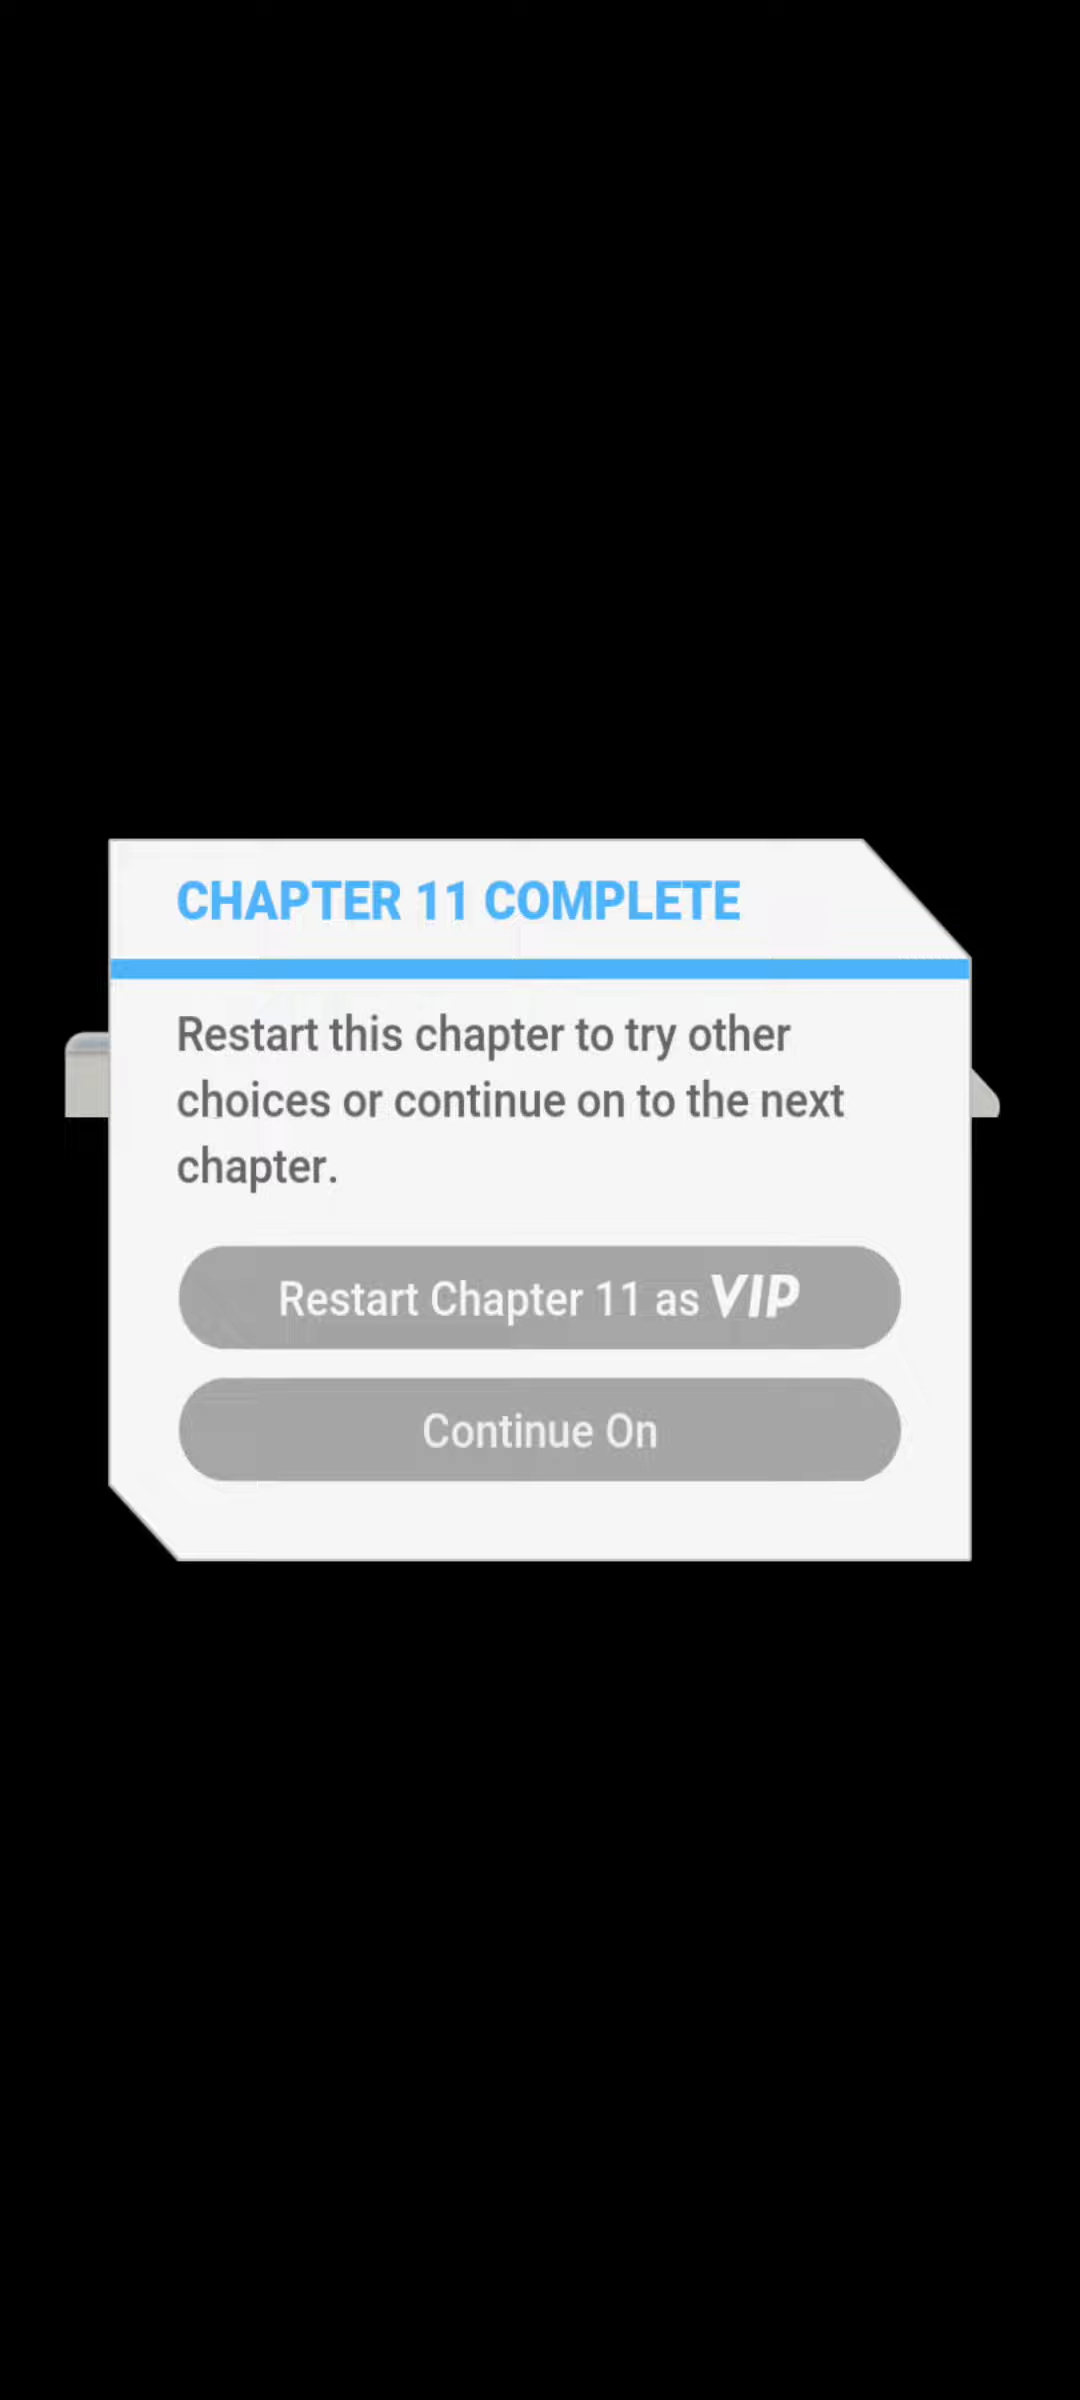 CHAPTER 11 COMPLETE
Restart this chapter to try other
choices or continue on to the next
chapter.
Restart Chapter 11 as VIP
Continue On